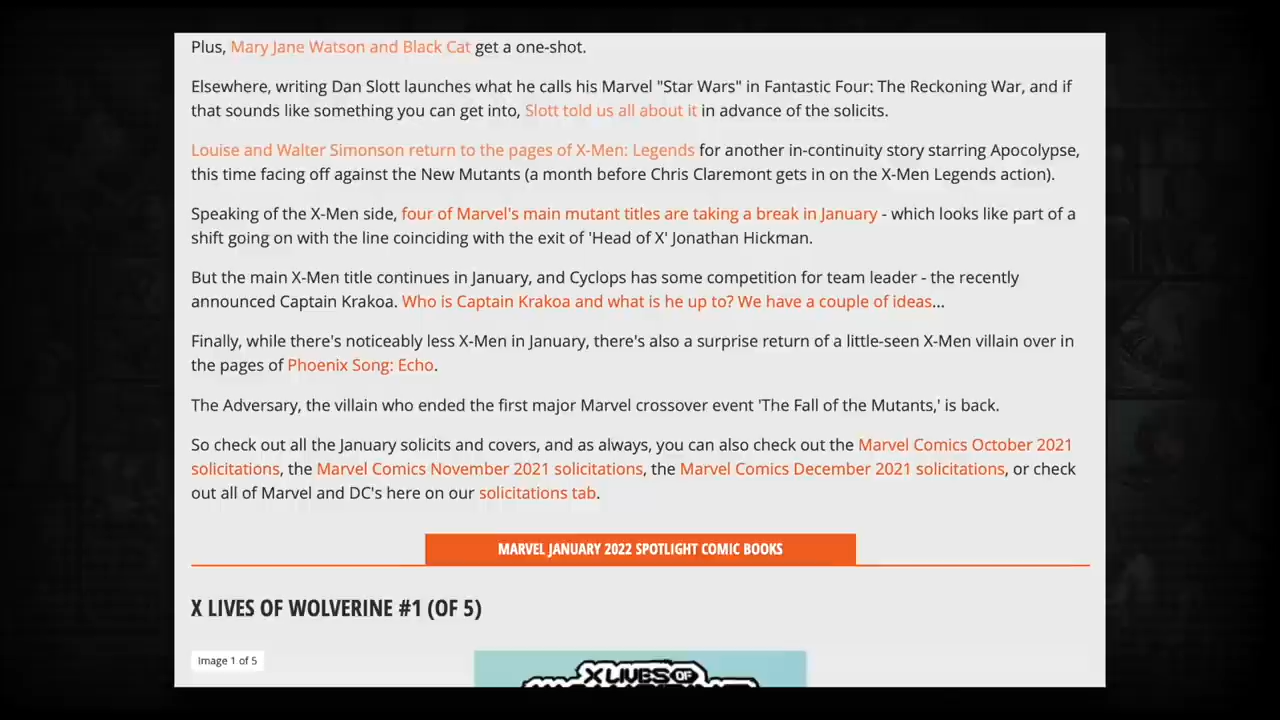 Plus, Mary Jane Watson and Black Cat get a one-shot.
Elsewhere, writing Dan Slott launches what he calls his Marvel "Star Wars" in Fantastic Four: The Reckoning War, and if
that sounds like something you can get into, Slott told us all about it in advance of the solicits.
Louise and Walter Simonson return to the pages of X-Men: Legends for another in-continuity story starring Apocalypse,
this time facing off against the New Mutants (a month before Chris Claremont gets in on the X-Men Legends action).
Speaking of the X-Men side, four of Marvel's main mutant titles are taking a break in January - which looks like part of a
shift going on with the line coinciding with the exit of 'Head of X' Jonathan Hickman.
But the main X-Men title continues in January, and Cyclops has some competition for team leader - the recently
announced Captain Krakoa. Who is Captain Krakoa and what is he up to? We have a couple of ideas...
Finally, while there's noticeably less X-Men in January, there's also a surprise return of a little-seen X-Men villain over in
the pages of Phoenix Song: Echo.
The Adversary, the villain who ended the first major Marvel crossover event 'The Fall of the Mutants,' is back.
So check out all the January solicits and covers, and as always, you can also check out the Marvel Comics October 2021
solicitations, the Marvel Comics November 2021 solicitations, the Marvel Comics December 2021 solicitations, or check
out all of Marvel and DC's here on our solicitations tab.
MARVEL JANUARY 2022 SPOTLIGHT COMIC BOOKS
X LIVES OF WOLVERINE #1 (OF 5)
Image 1 of 5
X LIVES OF